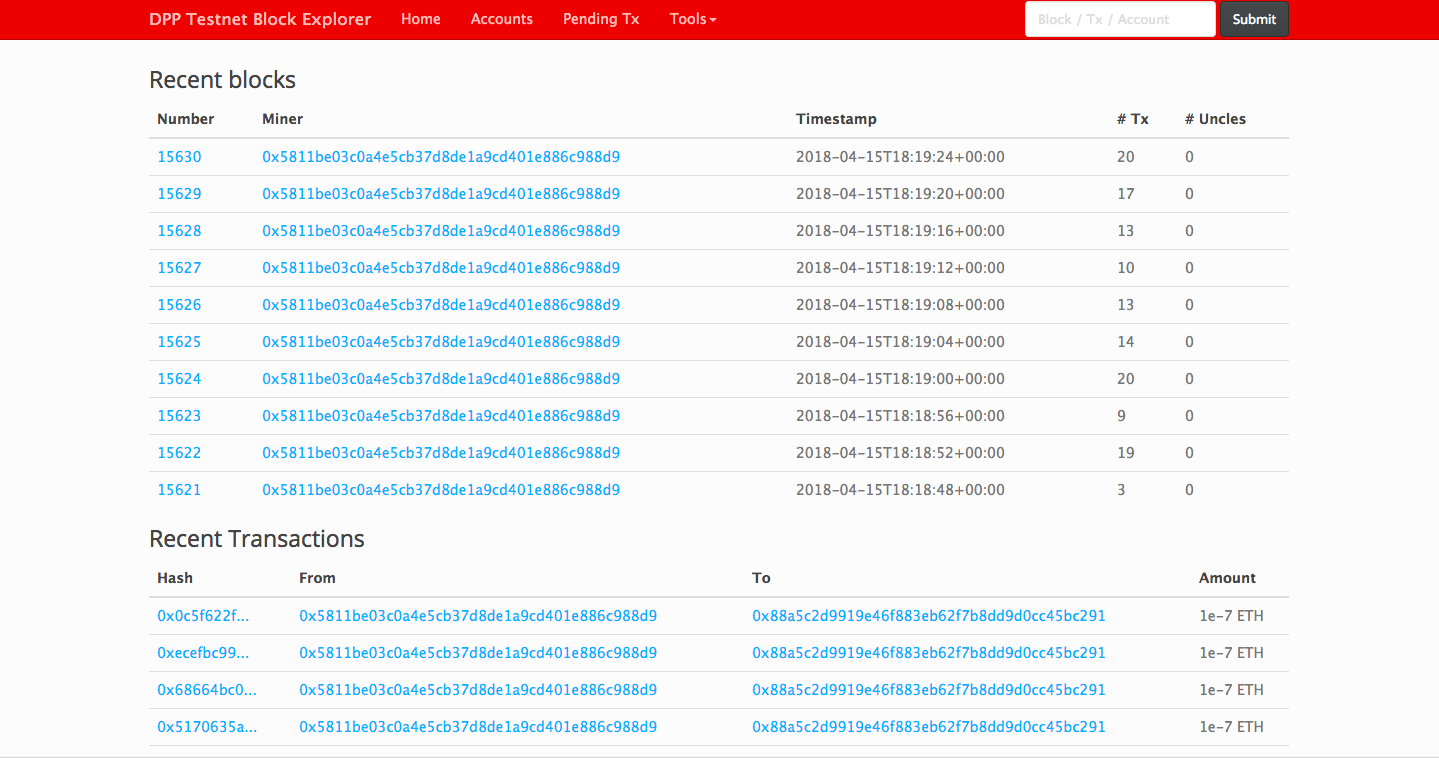 DPP Testnet Block Explorer Home Accounts Pending Tx Tools Block / Tx / Account Submit
Recent blocks
Number Miner Timestamp # Tx # Uncles
15630 0x5811be03c0a4e5cb37d8de1a9cd401e886c988d9 2018-04-15T18:19:24+00:00 20 0
15629 0x5811be03c0a4e5cb37d8de1a9cd401e886c988d9 2018-04-15T18:19:20+00:00 17 0
15628 0x5811be03c0a4e5cb37d8de1a9cd401e886c988d9 2018-04-15T18:19:16+00:00 13 0
15627 0x5811be03c0a4e5cb37d8de1a9cd401e886c988d9 2018-04-15T18:19:12+00:00 10 0
15626 0x5811be03c0a4e5cb37d8de1a9cd401e886c988d9 2018-04-15T18:19:08+00:00 13 0
15625 0x5811be03c0a4e5cb37d8de1a9cd401e886c988d9 2018-04-15T18:19:04+00:00 14 0
15624 0x5811be03c0a4e5cb37d8de1a9cd401e886c988d9 2018-04-15T18:19:00+00:00 20 0
15623 0x5811be03c0a4e5cb37d8de1a9cd401e886c988d9 2018-04-15T18:18:56+00:00 9 0
15622 0x5811be03c0a4e5cb37d8de1a9cd401e886c988d9 2018-04-15T18:18:52+00:00 19 0
15621 0x5811be03c0a4e5cb37d8de1a9cd401e886c988d9 2018-04-15T18:18:48+00:00 3 0
Recent Transactions
Hash From To Amount
0x0c5f622f... 0x5811be03c0a4e5cb37d8de1a9cd401e886c988d9 0x88a5c2d9919e46f883eb62f7b8dd9d0cc45bc291 1e-7 ETH
0xecefbc99... 0x5811be03c0a4e5cb37d8de1a9cd401e886c988d9 0x88a5c2d9919e46f883eb62f7b8dd9d0cc45bc291 1e-7 ETH
0x68664bc0... 0x5811be03c0a4e5cb37d8de1a9cd401e886c988d9 0x88a5c2d9919e46f883eb62f7b8dd9d0cc45bc291 1e-7 ETH
0x5170635a... 0x5811be03c0a4e5cb37d8de1a9cd401e886c988d9 0x88a5c2d9919e46f883eb62f7b8dd9d0cc45bc291 1e-7 ETH